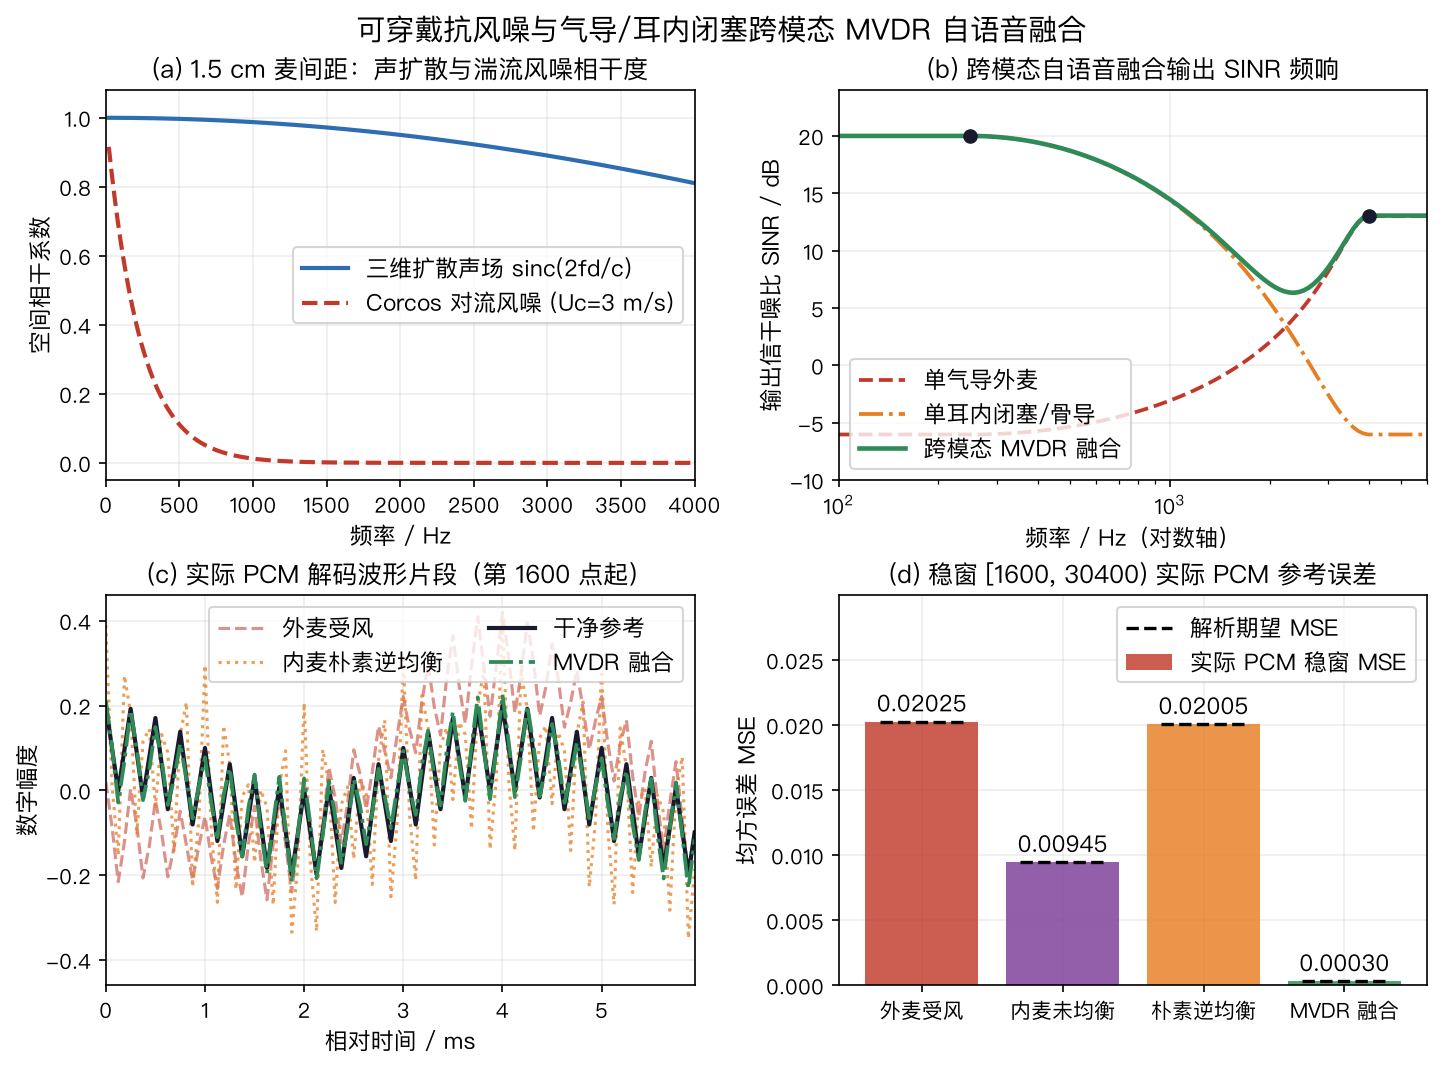 可穿戴抗风噪与气导/耳内闭塞跨模态 MVDR 自语音融合
(a) 1.5 cm 麦间距：声扩散与湍流风噪相干度
空间相干系数
1.0
0.8
0.6
0.4
0.2
0.0
三维扩散声场 sinc(2fd/c)
Corcos 对流风噪 (Uc=3 m/s)
0 500 1000 1500 2000 2500 3000 3500 4000
频率 / Hz
(b) 跨模态自语音融合输出 SINR 频响
输出信干噪比 SINR / dB
20
15
10
5
0
−5
−10
单气导外麦
单耳内闭塞/骨导
跨模态 MVDR 融合
10² 10³
频率 / Hz（对数轴）
(c) 实际 PCM 解码波形片段（第 1600 点起）
数字幅度
0.4
0.2
0.0
−0.2
−0.4
外麦受风
内麦朴素逆均衡
干净参考
MVDR 融合
0 1 2 3 4 5
相对时间 / ms
(d) 稳窗 [1600, 30400) 实际 PCM 参考误差
均方误差 MSE
0.025
0.020
0.015
0.010
0.005
0.000
解析期望 MSE
实际 PCM 稳窗 MSE
0.02025
0.00945
0.02005
0.00030
外麦受风 内麦未均衡 朴素逆均衡 MVDR 融合